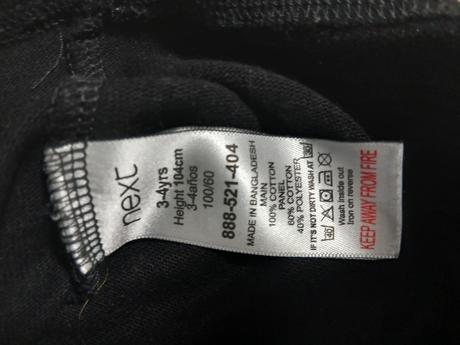 next
3-4yrs
Height 104cm
3-4años
100/60
888-521-404
MADE IN BANGLADESH
MAIN
100% COTTON
PANEL
60% COTTON
40% POLYESTER
IF IT'S NOT DIRTY WASH AT 30
30
Wash inside out
Iron on reverse
KEEP AWAY FROM FIRE